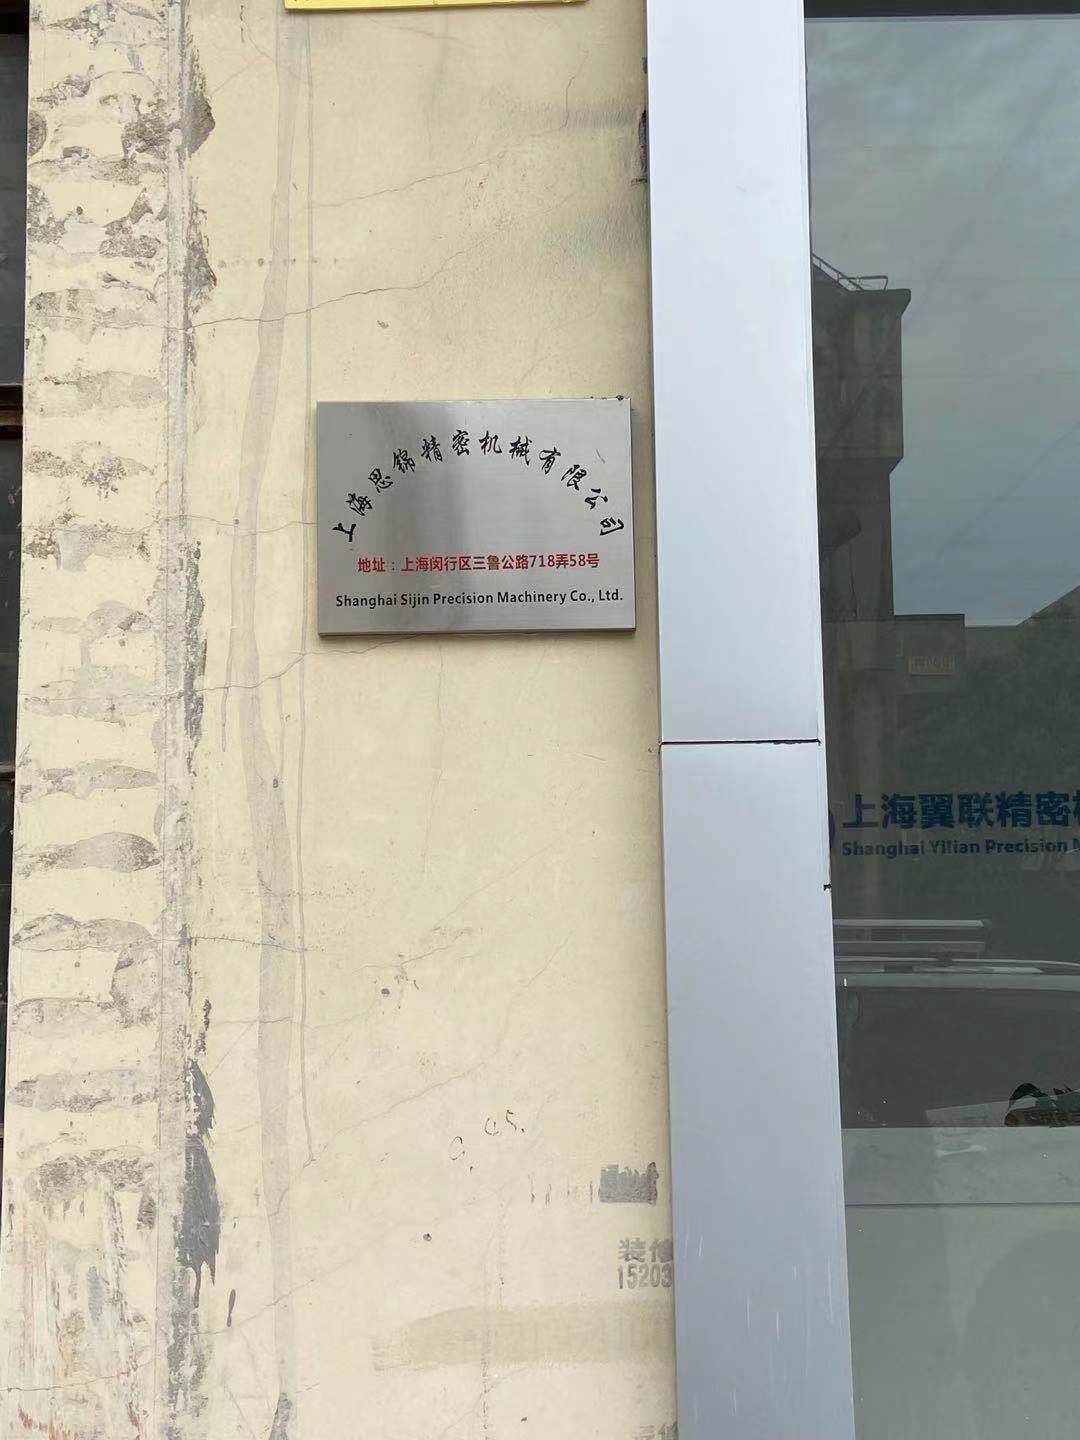 上海思锦精密机械有限公司
地址：上海闵行区三鲁公路718弄58号
Shanghai Sijin Precision Machinery Co., Ltd.
上海翼联精密
Shanghai Yilian Precision
装修
15203